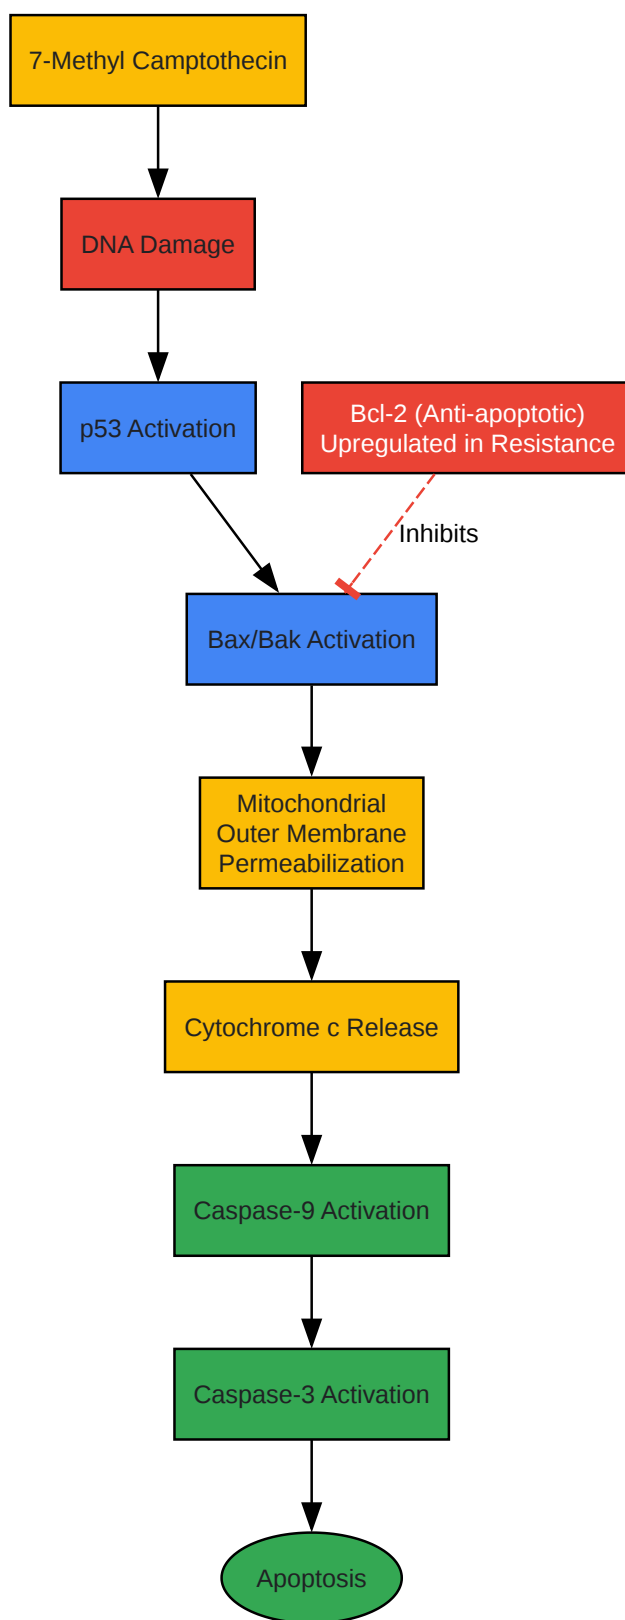 7-Methyl Camptothecin
DNA Damage
p53 Activation
Bcl-2 (Anti-apoptotic)
Upregulated in Resistance
Inhibits
Bax/Bak Activation
Mitochondrial
Outer Membrane
Permeabilization
Cytochrome c Release
Caspase-9 Activation
Caspase-3 Activation
Apoptosis